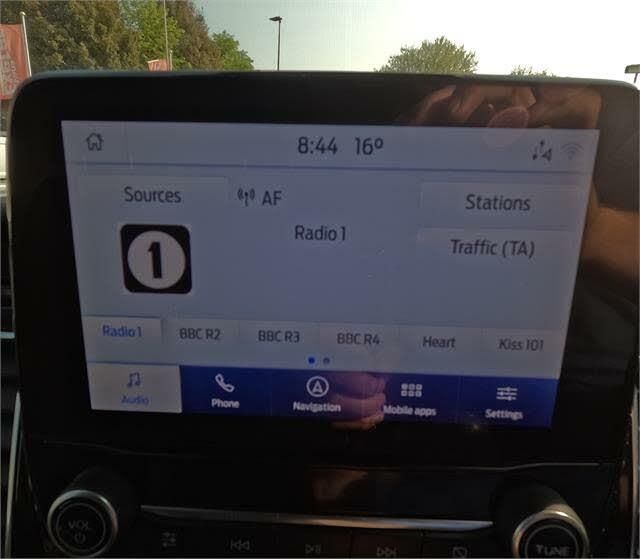 8:44 16º
Sources AF Stations
Radio 1 Traffic (TA)
1
Radio 1 BBC R2 BBC R3 BBC R4 Heart Kiss 101
Audio Phone Navigation Mobile apps Settings
VOL TUNE